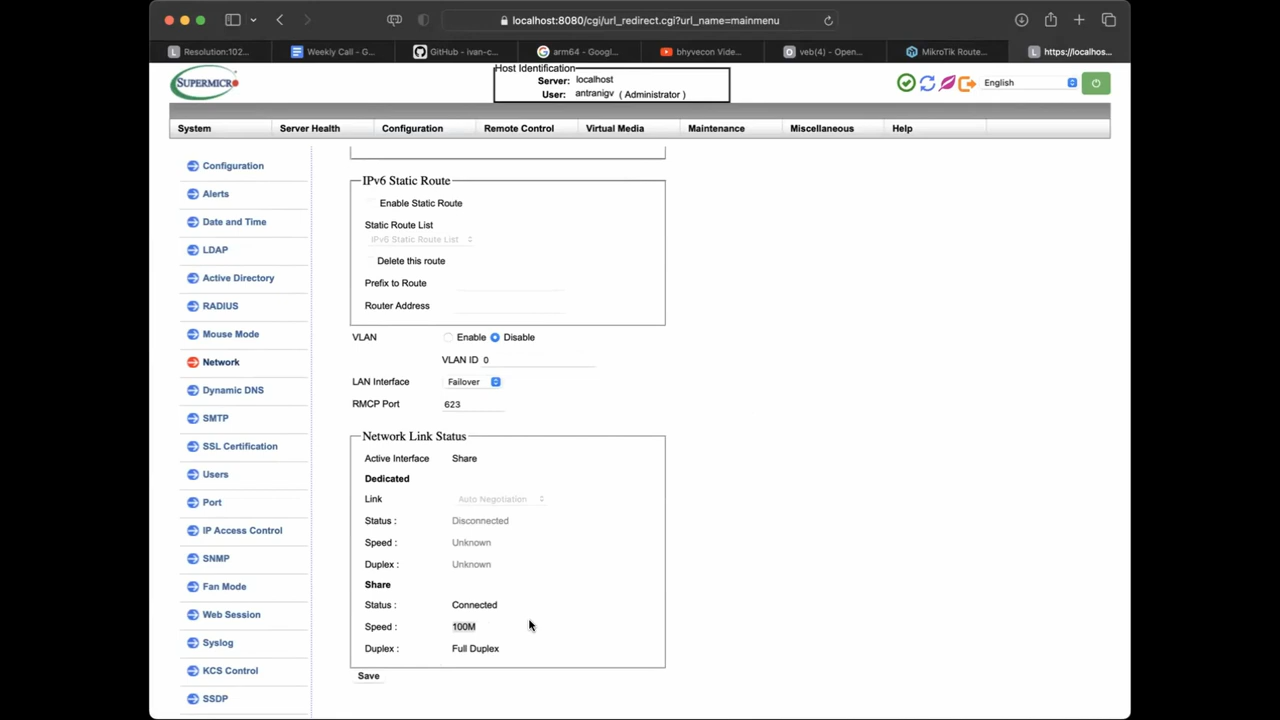 localhost:8080/cgi/url_redirect.cgi?url_name=mainmenu
Resolution:102...
Weekly Call - G...
GitHub - ivan-c...
arm64 - Googl...
bhyvecon Vide...
veb(4) - Open...
MikroTik Route...
https://localhos...
SUPERMICRO
Host Identification
Server: localhost
User: antranigv ( Administrator )
English
System Server Health Configuration Remote Control Virtual Media Maintenance Miscellaneous Help
Configuration
Alerts
Date and Time
LDAP
Active Directory
RADIUS
Mouse Mode
Network
Dynamic DNS
SMTP
SSL Certification
Users
Port
IP Access Control
SNMP
Fan Mode
Web Session
Syslog
KCS Control
SSDP
IPv6 Static Route
Enable Static Route
Static Route List
IPv6 Static Route List
Delete this route
Prefix to Route
Router Address
VLAN Enable Disable
VLAN ID 0
LAN Interface Failover
RMCP Port 623
Network Link Status
Active Interface Share
Dedicated
Link Auto Negotiation
Status : Disconnected
Speed : Unknown
Duplex : Unknown
Share
Status : Connected
Speed : 100M
Duplex : Full Duplex
Save